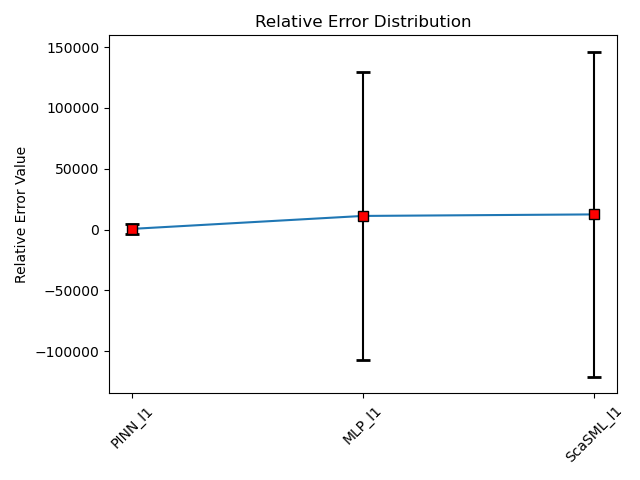 Relative Error Distribution
Relative Error Value
150000
100000
50000
0
−50000
−100000
PINN_l1
MLP_l1
ScaSML_l1